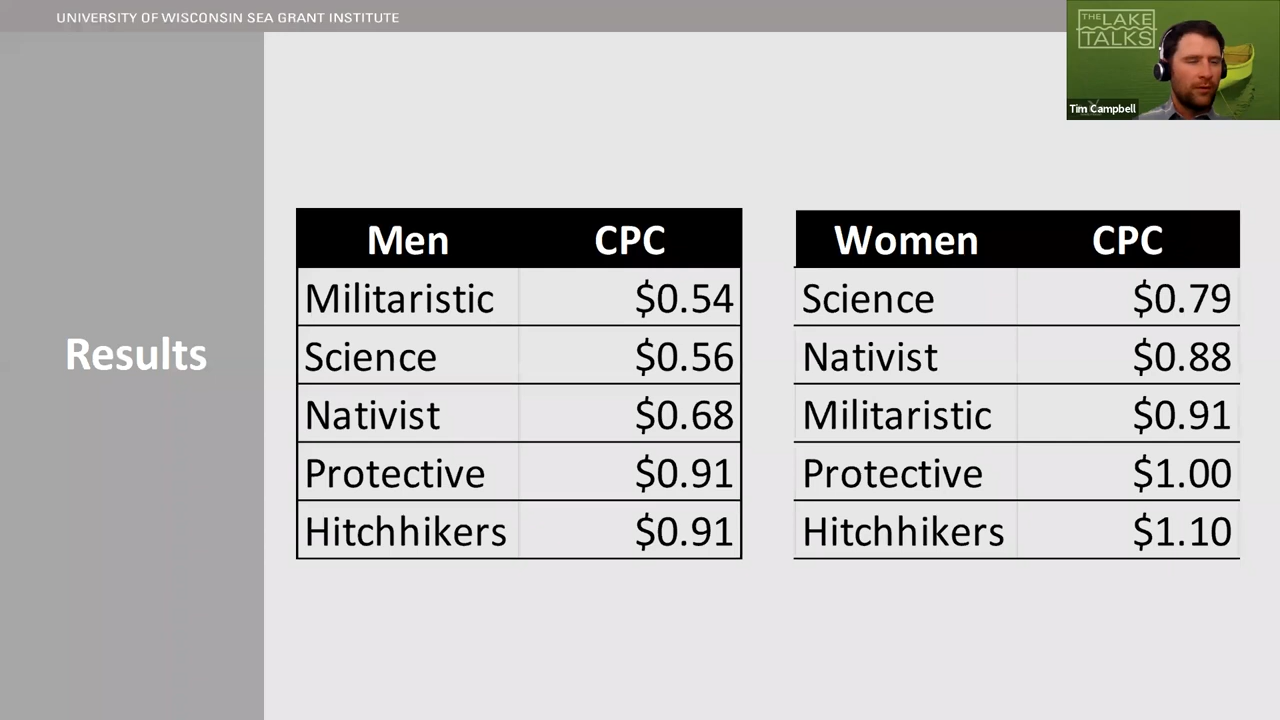 UNIVERSITY OF WISCONSIN SEA GRANT INSTITUTE
THE LAKE
TALKS
Tim Campbell
Results
Men CPC
Militaristic $0.54
Science $0.56
Nativist $0.68
Protective $0.91
Hitchhikers $0.91
Women CPC
Science $0.79
Nativist $0.88
Militaristic $0.91
Protective $1.00
Hitchhikers $1.10